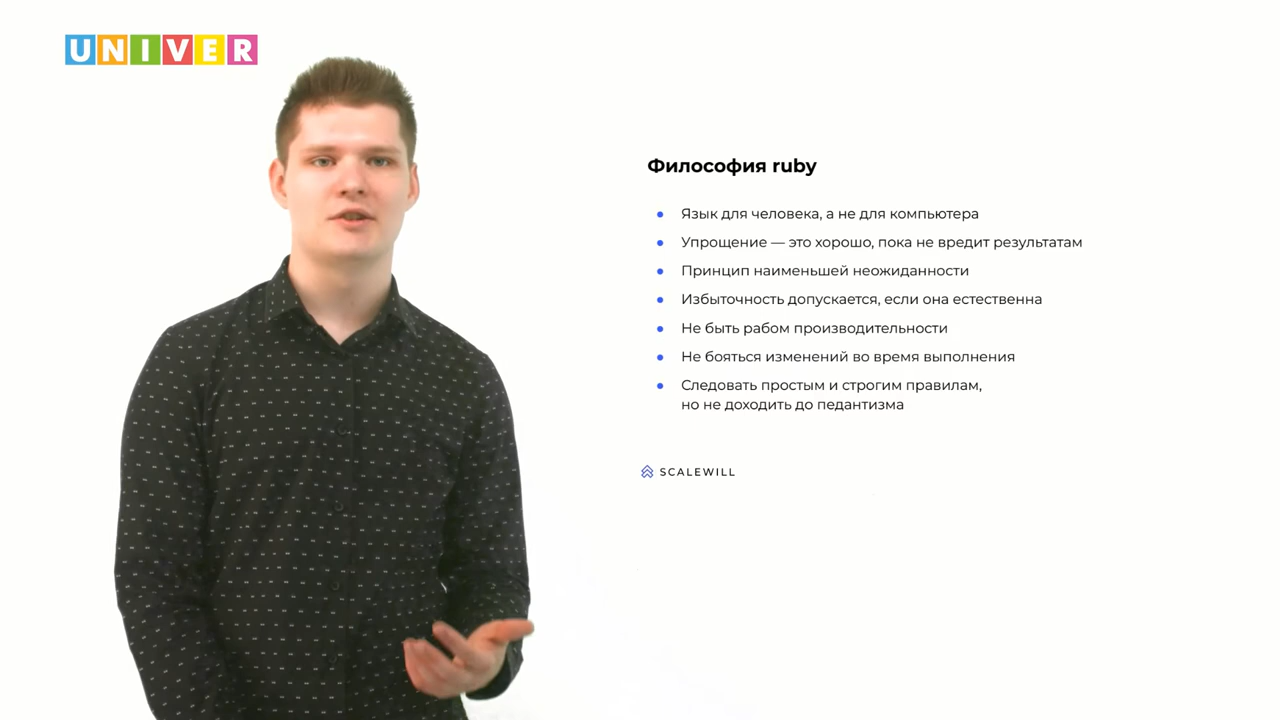 UNIVER
Философия ruby
Язык для человека, а не для компьютера
Упрощение — это хорошо, пока не вредит результатам
Принцип наименьшей неожиданности
Избыточность допускается, если она естественна
Не быть рабом производительности
Не бояться изменений во время выполнения
Следовать простым и строгим правилам,
но не доходить до педантизма
SCALEWILL